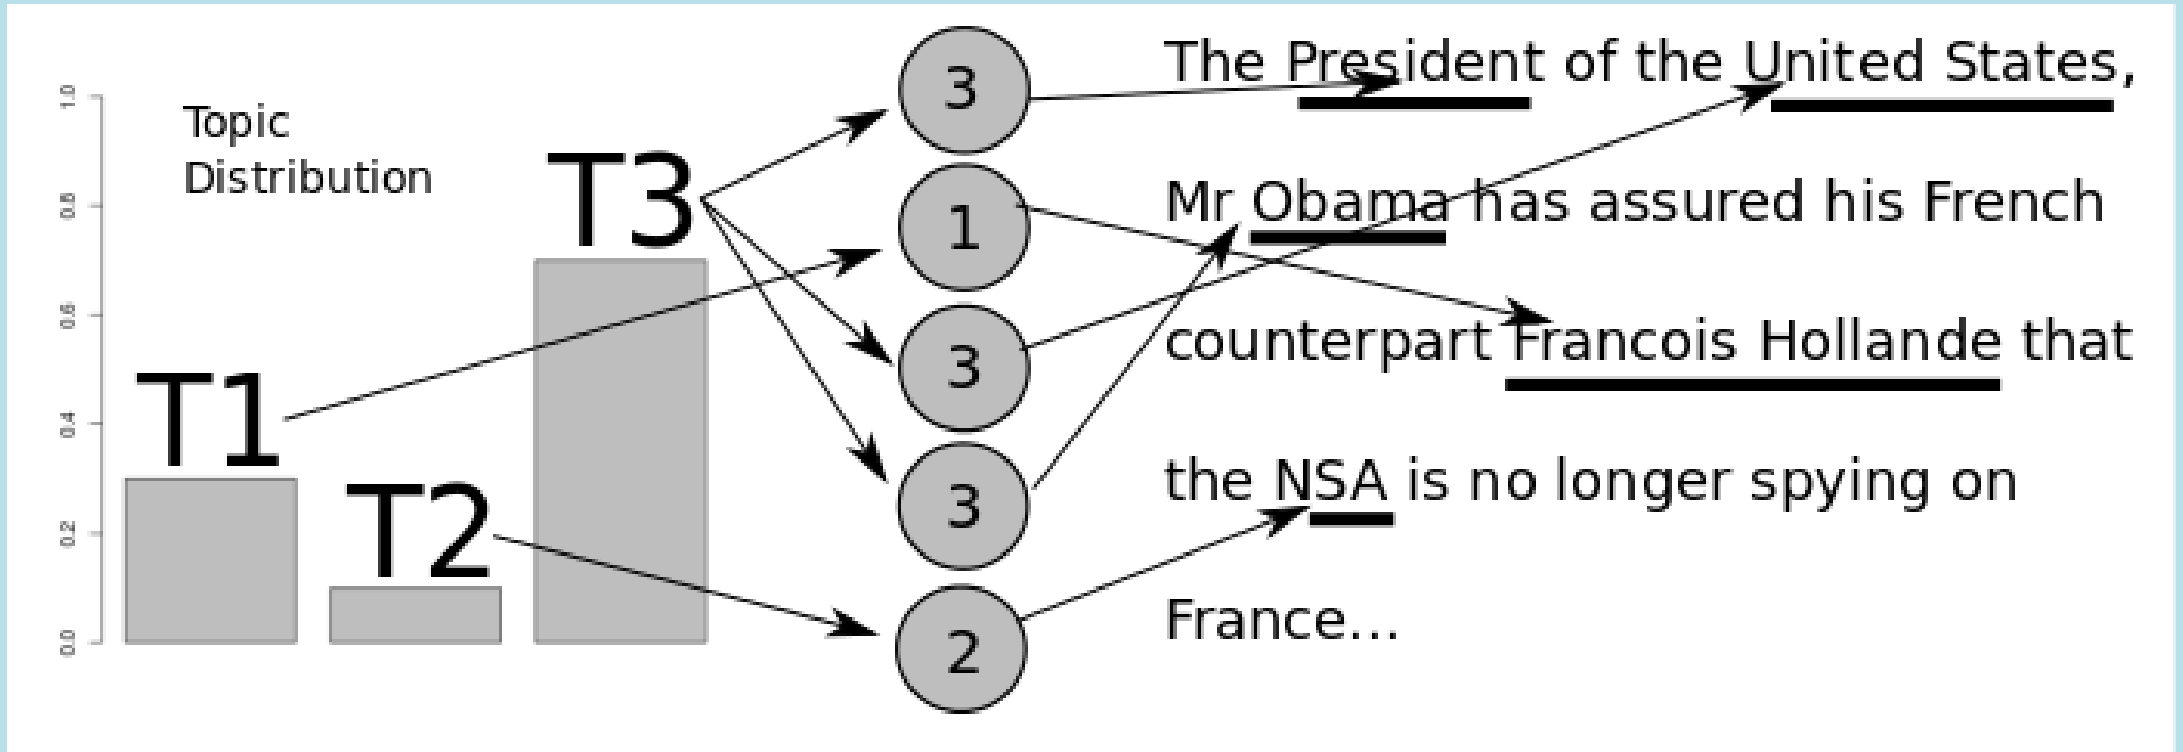 1.0
0.8
0.6
0.4
0.2
0.0
Topic
Distribution
T1
T2
T3
3
1
3
3
2
The President of the United States,
Mr Obama has assured his French
counterpart Francois Hollande that
the NSA is no longer spying on
France...